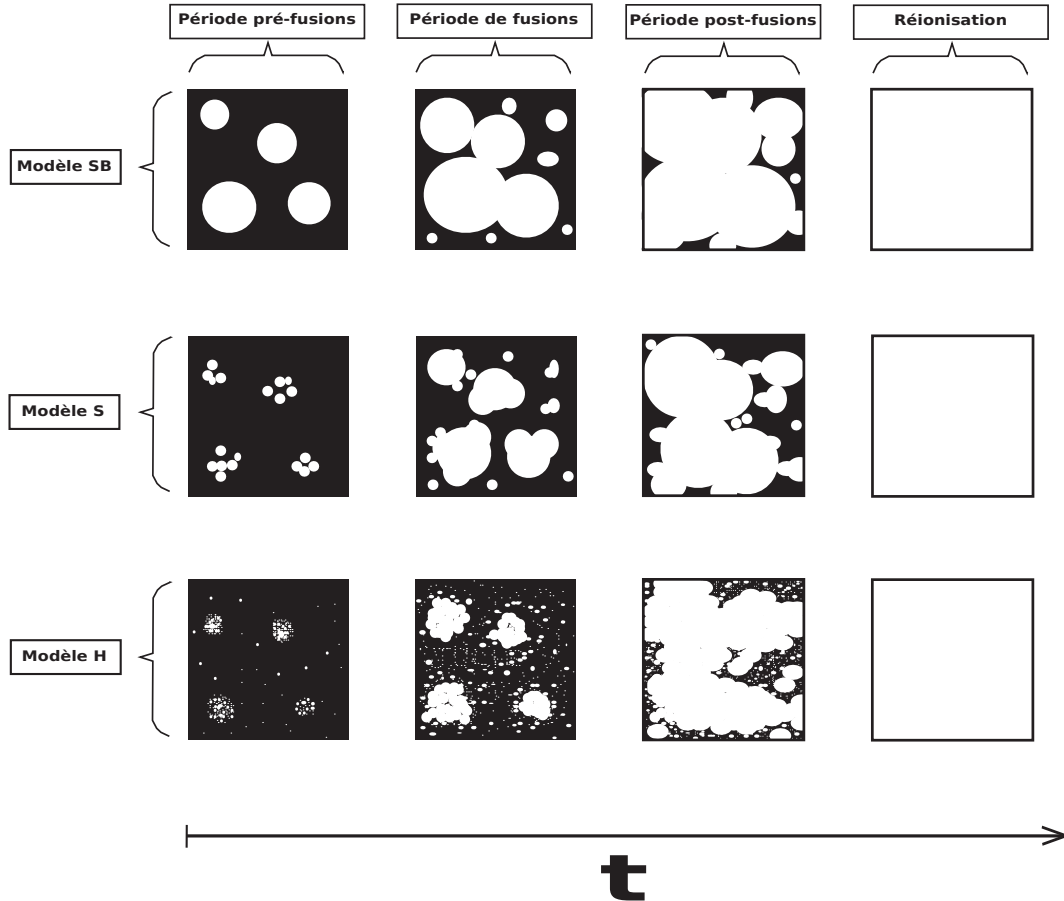 Période pré-fusions
Période de fusions
Période post-fusions
Réionisation
Modèle SB
Modèle S
Modèle H
t